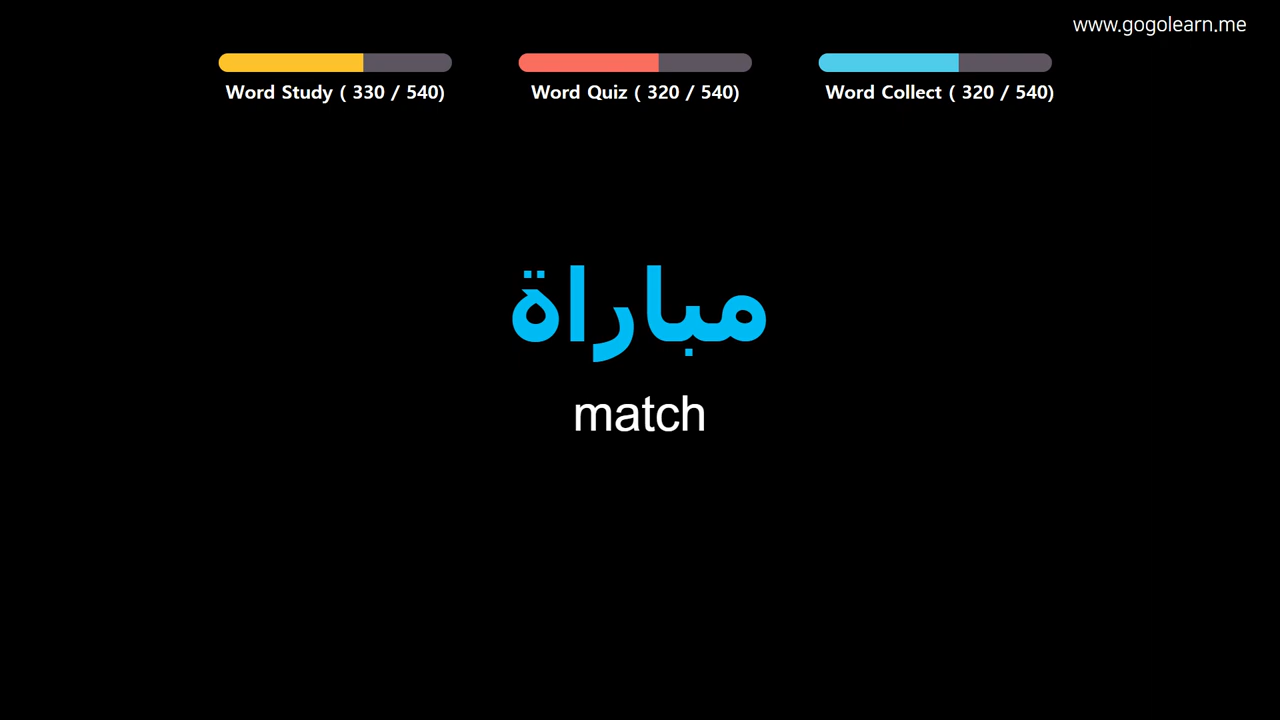 www.gogolearn.me
Word Study ( 330 / 540)
Word Quiz ( 320 / 540)
Word Collect ( 320 / 540)
مباراة
match